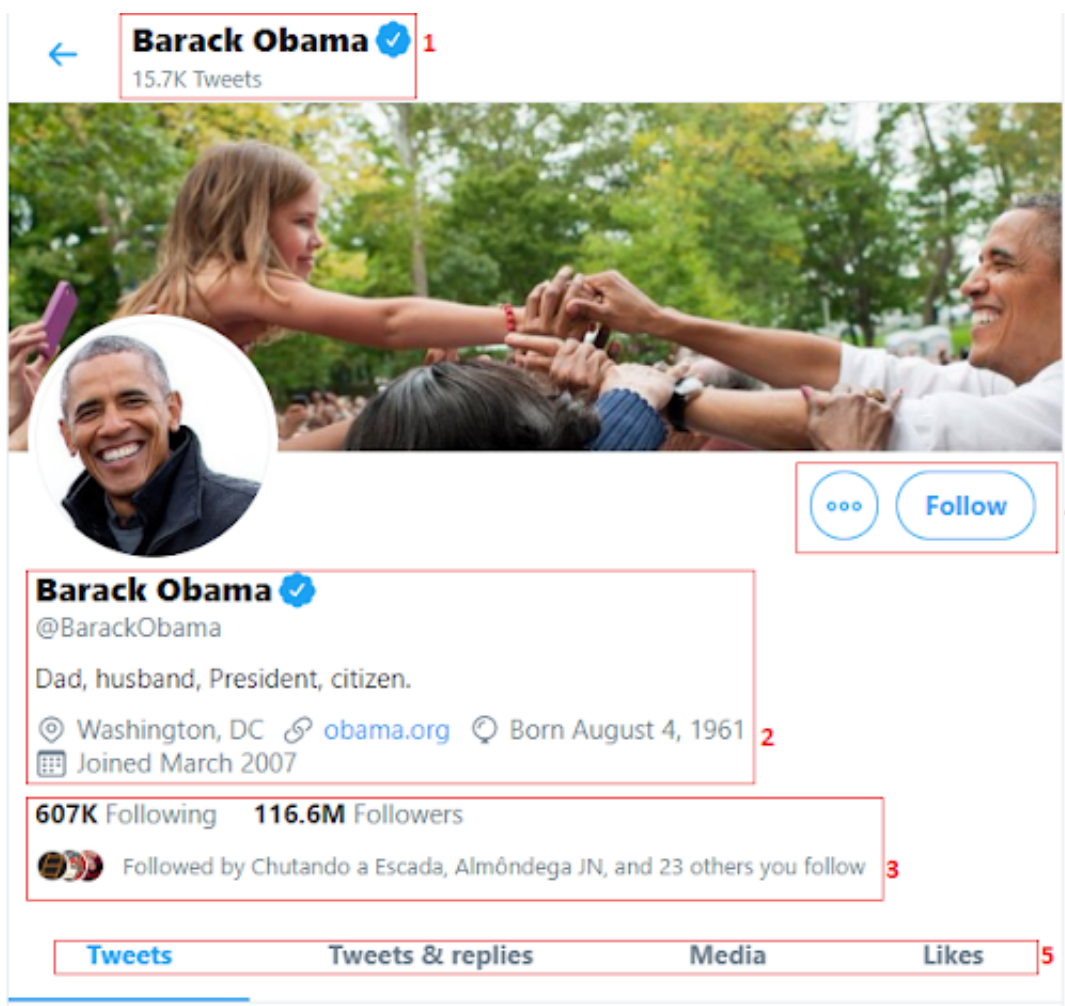 Barack Obama 1
15.7K Tweets
Follow
Barack Obama
@BarackObama
Dad, husband, President, citizen.
Washington, DC obama.org Born August 4, 1961 2
Joined March 2007
607K Following 116.6M Followers
Followed by Chutando a Escada, Almôndega JN, and 23 others you follow 3
Tweets Tweets & replies Media Likes 5